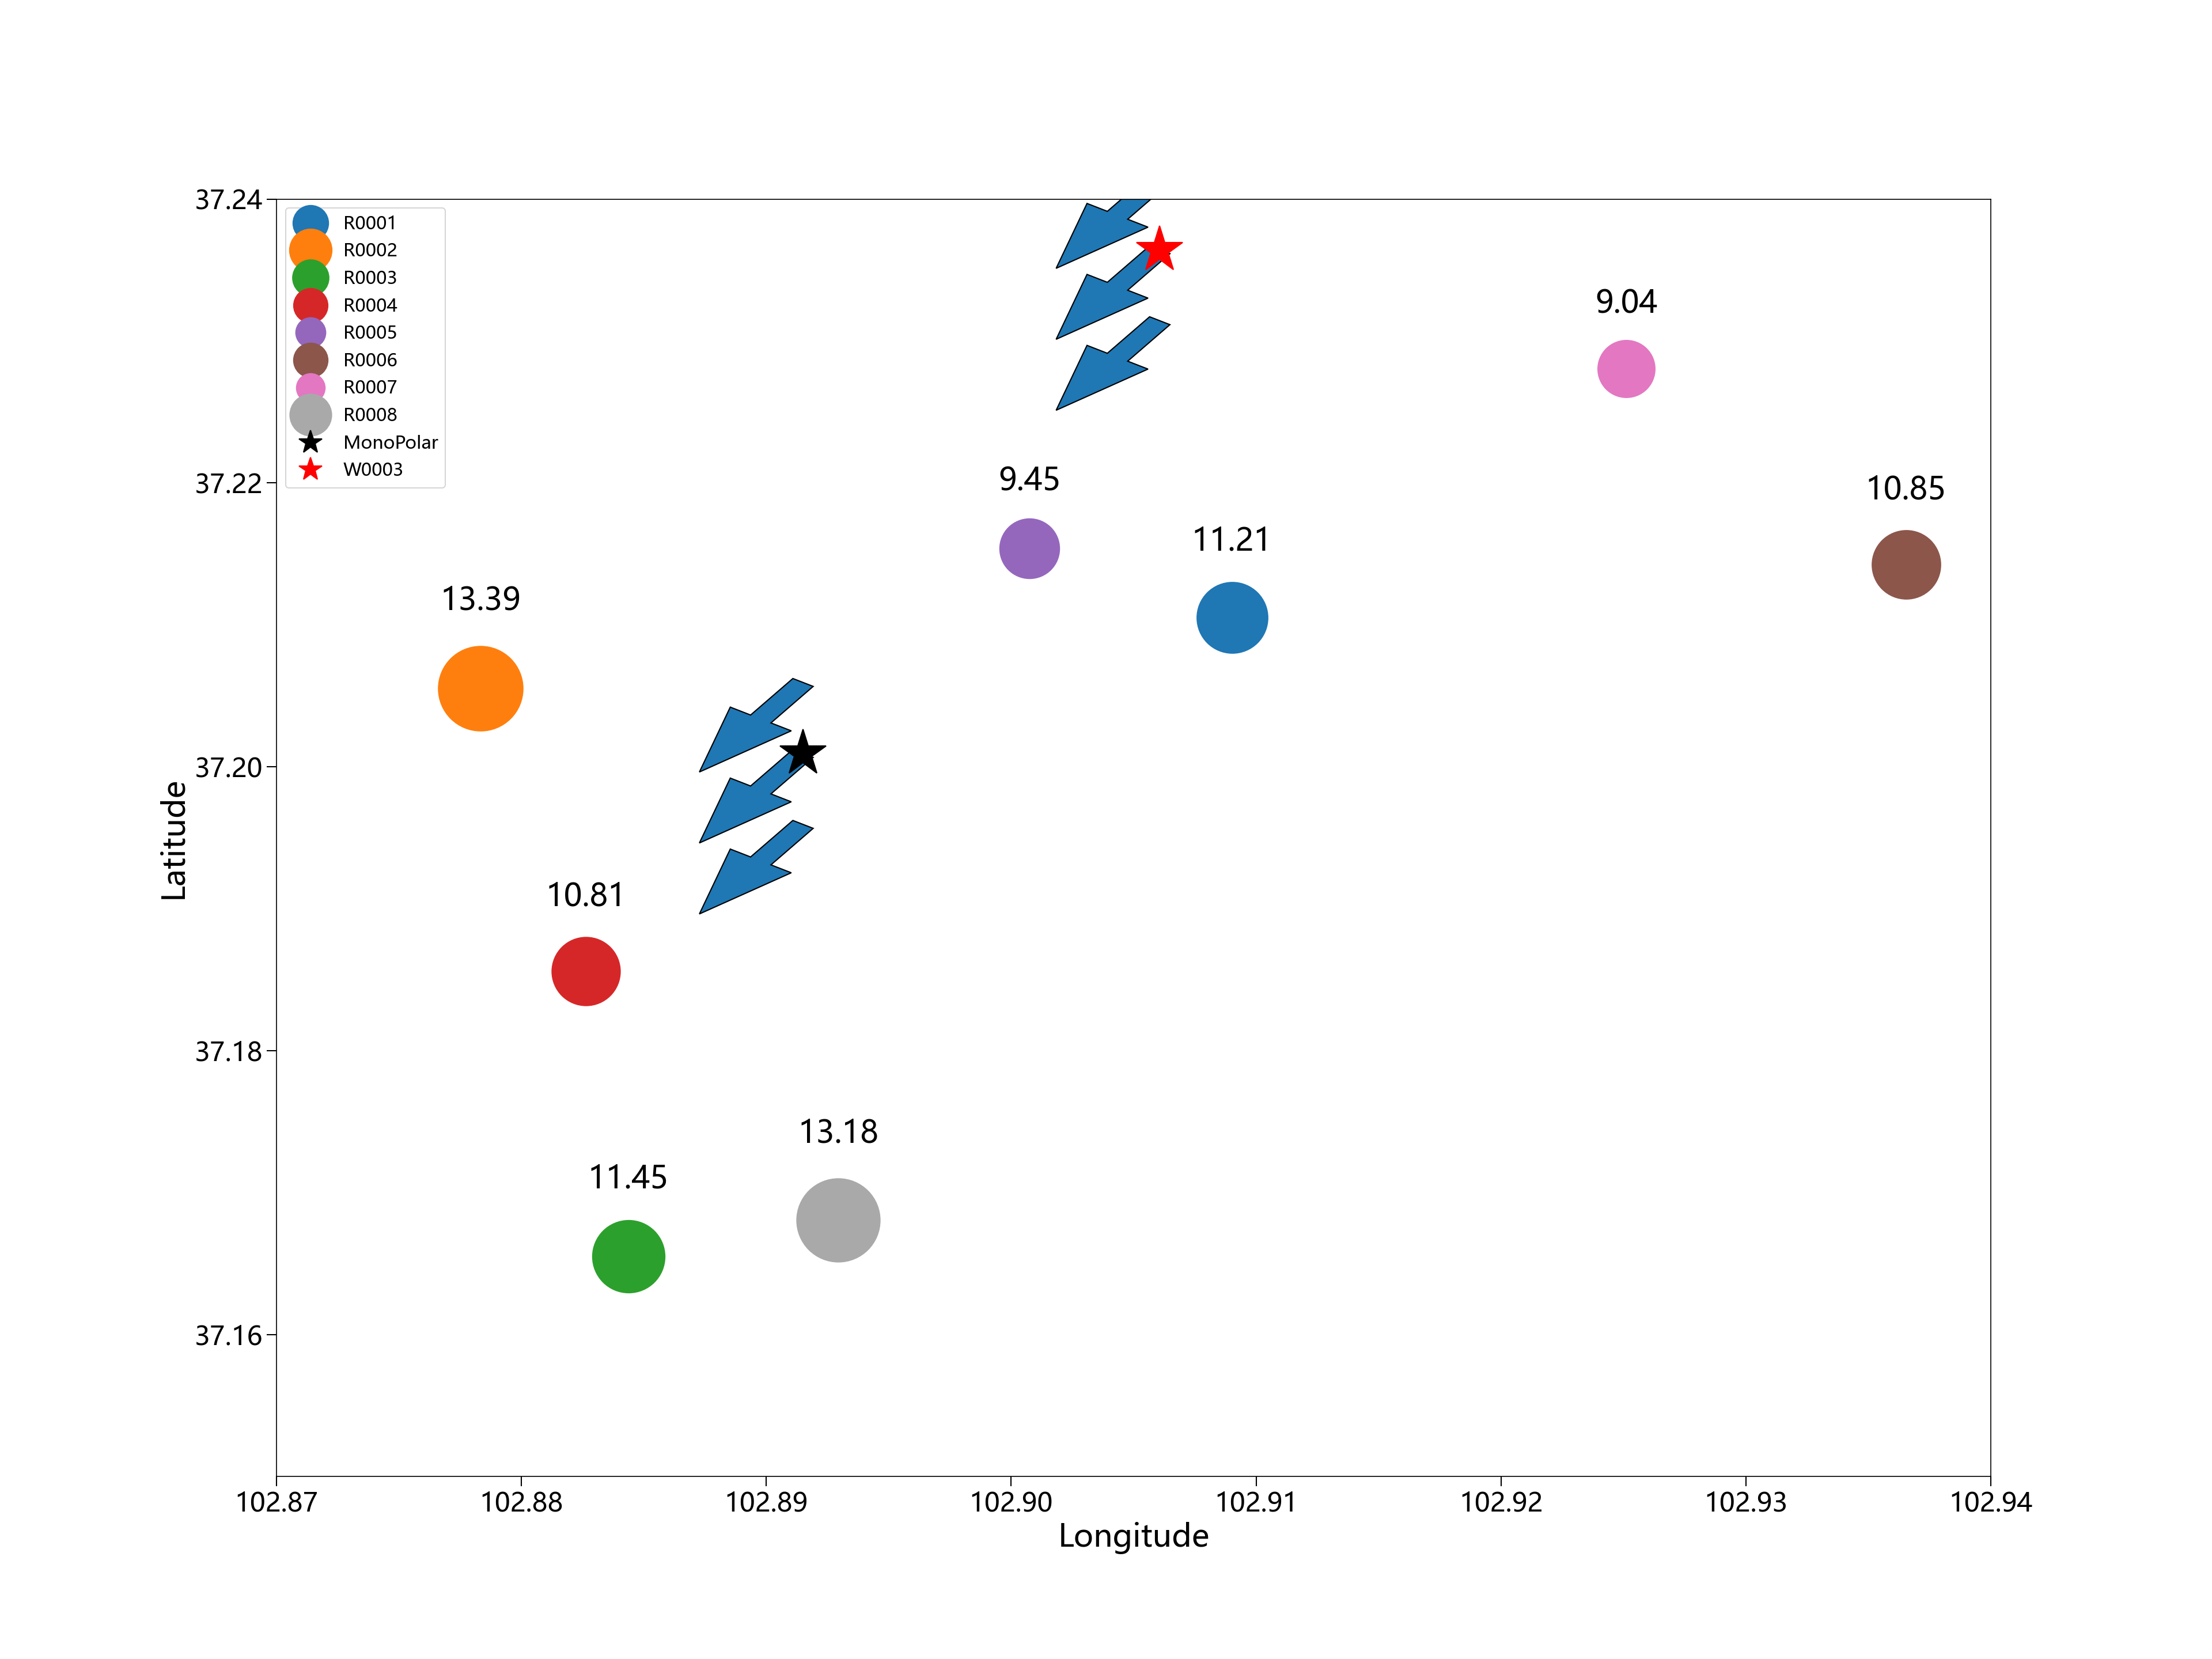 37.24
37.22
37.20
37.18
37.16
Latitude
R0001
R0002
R0003
R0004
R0005
R0006
R0007
R0008
MonoPolar
W0003
9.04
9.45
10.85
11.21
13.39
10.81
13.18
11.45
102.87 102.88 102.89 102.90 102.91 102.92 102.93 102.94
Longitude